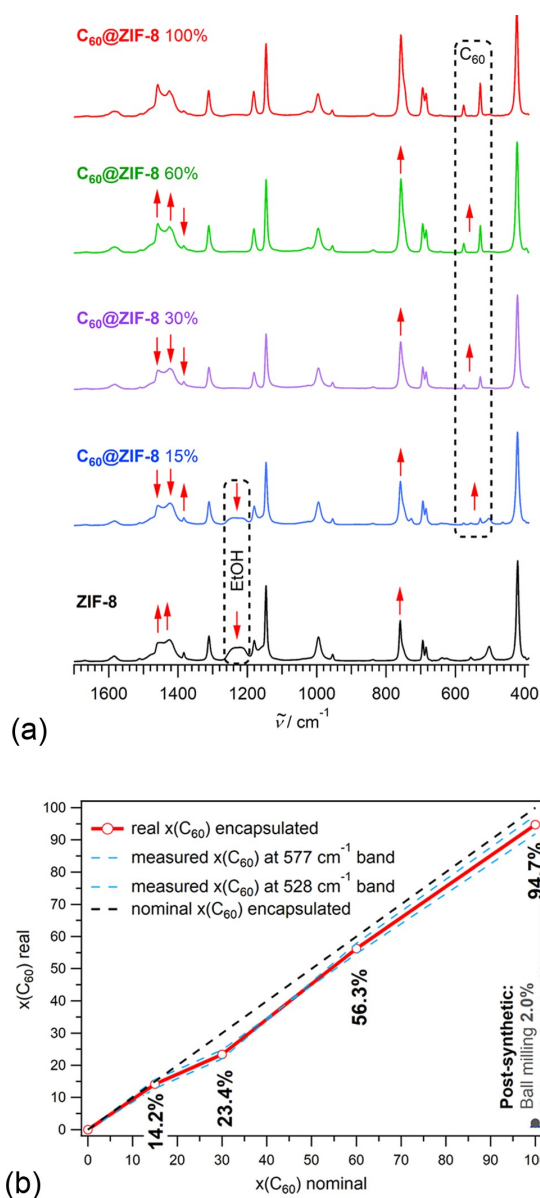 C60@ZIF-8 100%
C60
C60@ZIF-8 60%
C60@ZIF-8 30%
C60@ZIF-8 15%
EtOH
ZIF-8
1600 1400 1200 1000 800 600 400
ν̃ / cm⁻¹
(a)
100
90
80
70
60
50
40
30
20
10
0
x(C60) real
real x(C60) encapsulated
measured x(C60) at 577 cm⁻¹ band
measured x(C60) at 528 cm⁻¹ band
nominal x(C60) encapsulated
14.2%
23.4%
56.3%
94.7%
Post-synthetic:
Ball milling 2.0%
0 10 20 30 40 50 60 70 80 90 100
x(C60) nominal
(b)